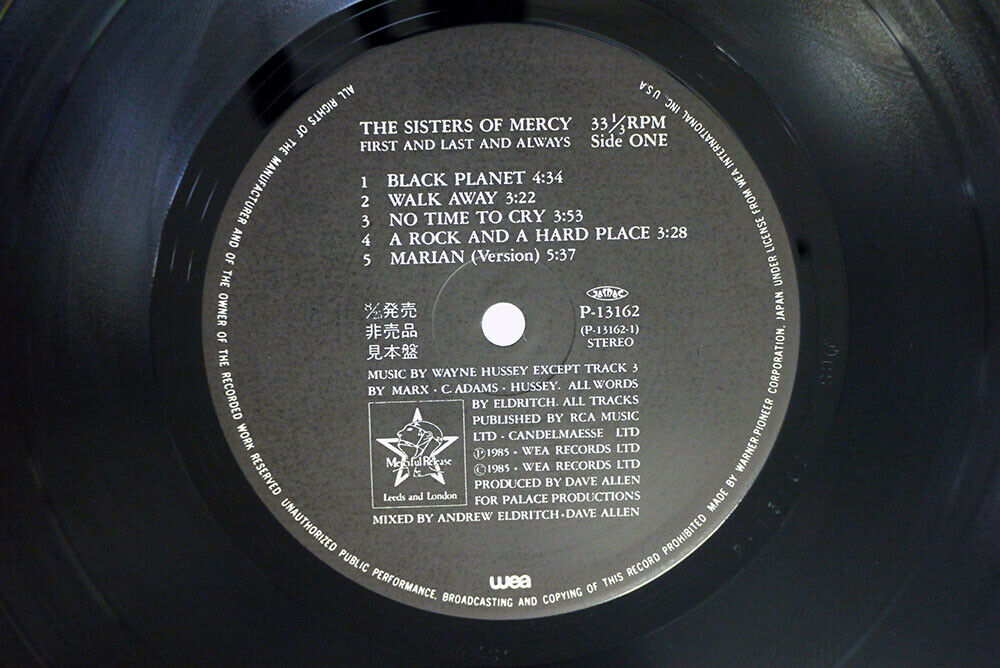 THE SISTERS OF MERCY 33 1/3 RPM
FIRST AND LAST AND ALWAYS Side ONE
1 BLACK PLANET 4:34
2 WALK AWAY 3:22
3 NO TIME TO CRY 3:53
4 A ROCK AND A HARD PLACE 3:28
5 MARIAN (Version) 5:37
発売
非売品
見本盤
P-13162
(P-13162-1)
STEREO
MUSIC BY WAYNE HUSSEY EXCEPT TRACK 3
BY MARX · C. ADAMS · HUSSEY. ALL WORDS
BY ELDRITCH. ALL TRACKS
PUBLISHED BY RCA MUSIC
LTD · CANDELMAESSE LTD
Ⓟ1985 · WEA RECORDS LTD
©1985 · WEA RECORDS LTD
PRODUCED BY DAVE ALLEN
FOR PALACE PRODUCTIONS
MIXED BY ANDREW ELDRITCH · DAVE ALLEN
Merciful Release
Leeds and London
wea
ALL RIGHTS OF THE MANUFACTURER AND OF THE OWNER OF THE RECORDED WORK RESERVED UNAUTHORIZED PUBLIC PERFORMANCE, BROADCASTING AND COPYING OF THIS RECORD PROHIBITED MADE BY WARNER-PIONEER CORPORATION, JAPAN UNDER LICENSE FROM WEA INTERNATIONAL INC. U.S.A